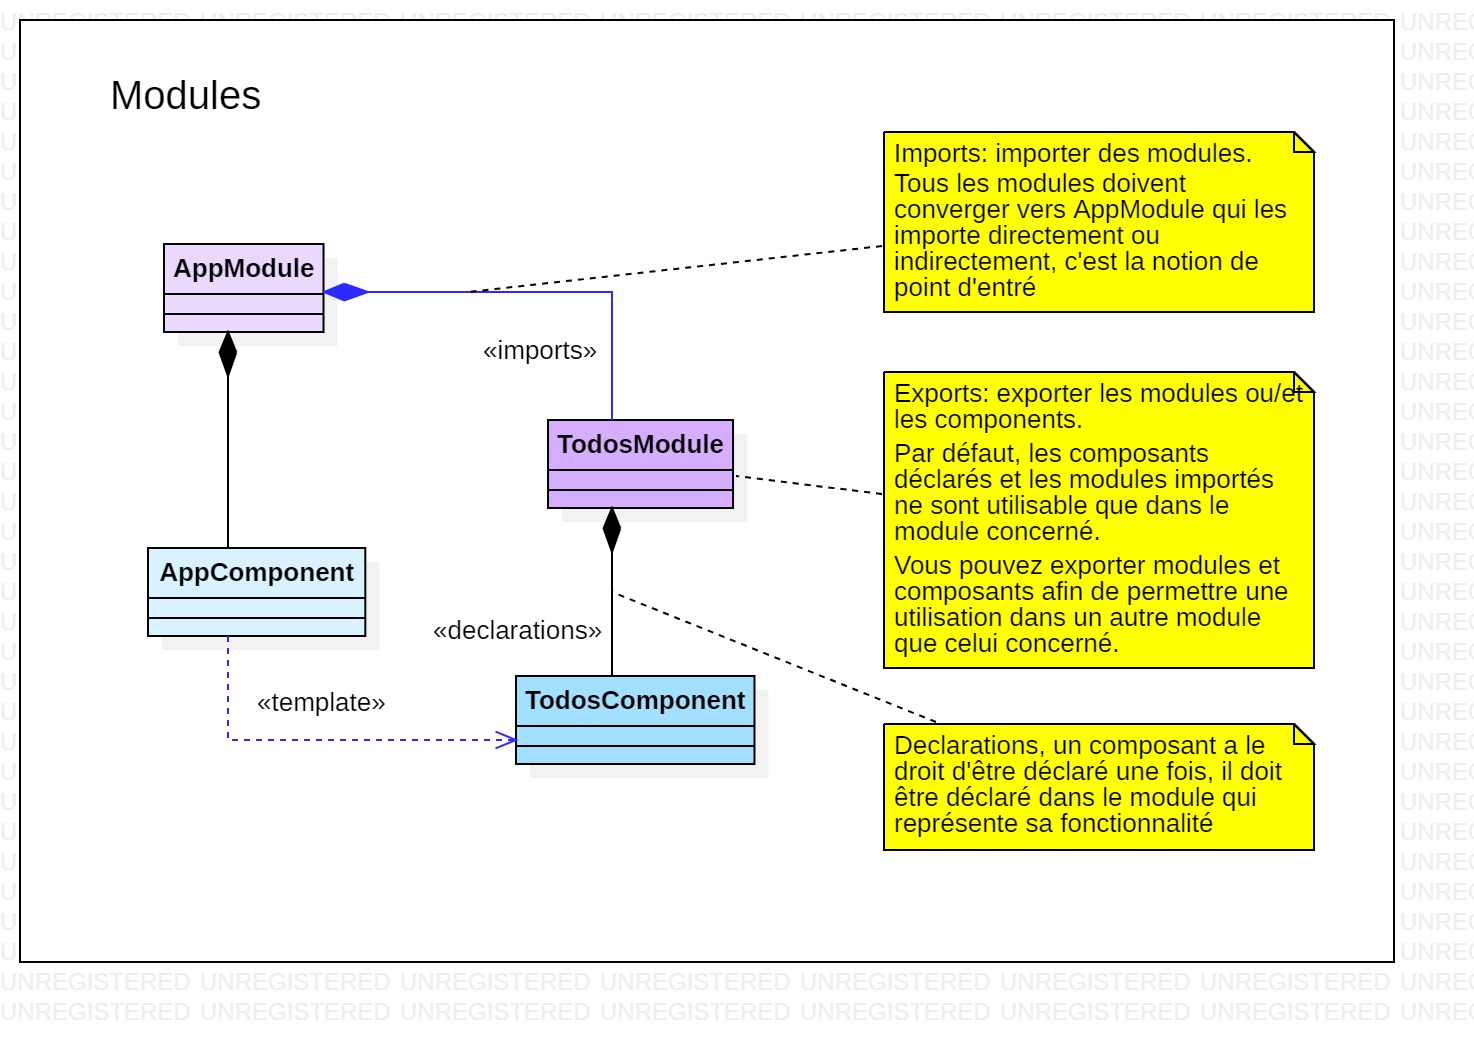 Modules
Imports: importer des modules.
Tous les modules doivent
converger vers AppModule qui les
importe directement ou
indirectement, c'est la notion de
point d'entré
AppModule
«imports»
Exports: exporter les modules ou/et
les components.
Par défaut, les composants
déclarés et les modules importés
ne sont utilisable que dans le
module concerné.
Vous pouvez exporter modules et
composants afin de permettre une
utilisation dans un autre module
que celui concerné.
TodosModule
AppComponent
«declarations»
«template»
TodosComponent
Declarations, un composant a le
droit d'être déclaré une fois, il doit
être déclaré dans le module qui
représente sa fonctionnalité
UNREGISTERED UNREGISTERED UNREGISTERED UNREGISTERED UNREGISTERED UNREGISTERED UNREGISTERED
UNREGISTERED UNREGISTERED UNREGISTERED UNREGISTERED UNREGISTERED UNREGISTERED UNREGISTERED